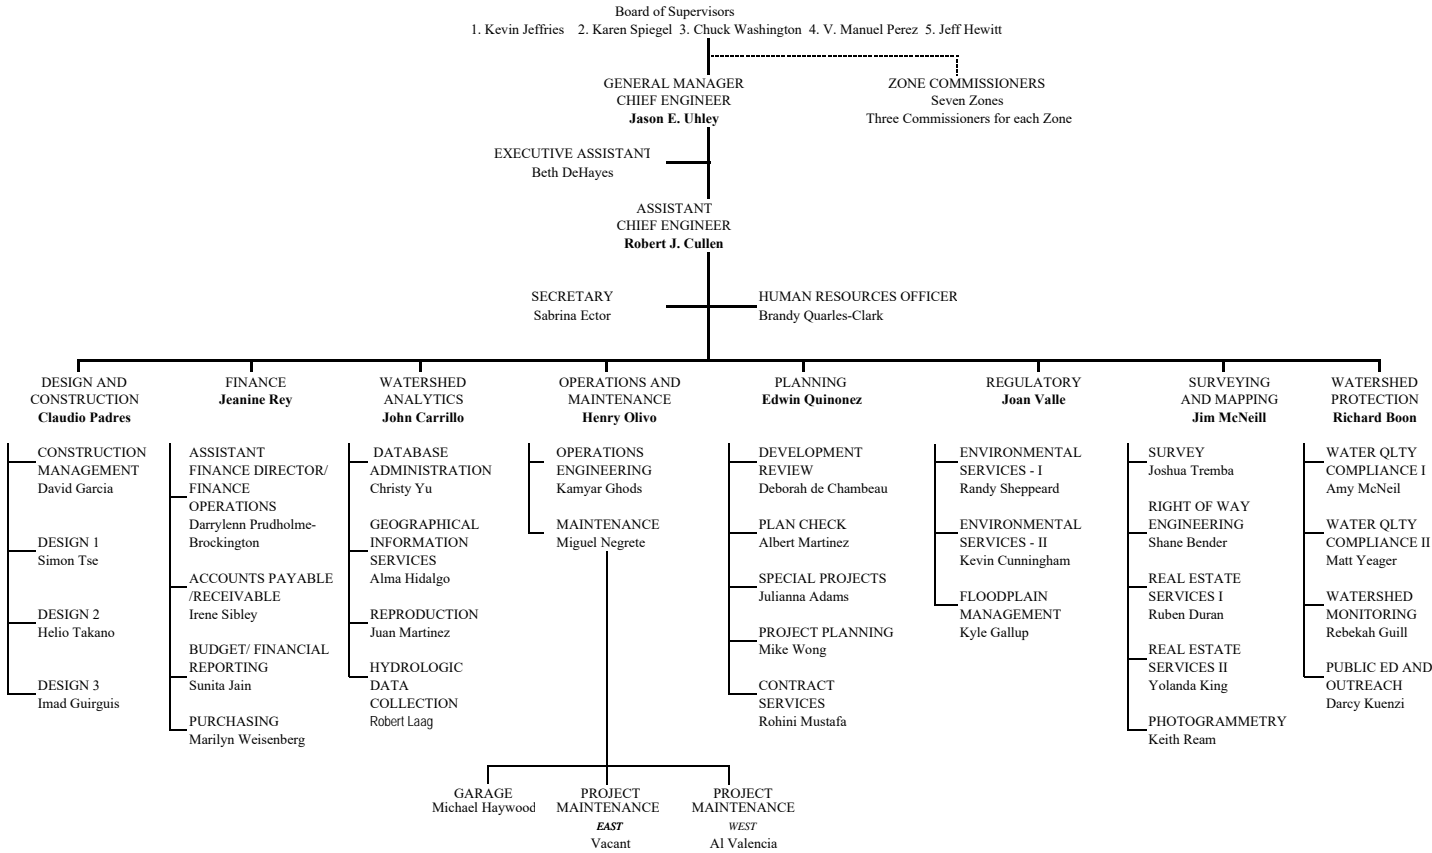 Board of Supervisors
1. Kevin Jeffries 2. Karen Spiegel 3. Chuck Washington 4. V. Manuel Perez 5. Jeff Hewitt
GENERAL MANAGER
CHIEF ENGINEER
Jason E. Uhley
ZONE COMMISSIONERS
Seven Zones
Three Commissioners for each Zone
EXECUTIVE ASSISTANT
Beth DeHayes
ASSISTANT
CHIEF ENGINEER
Robert J. Cullen
SECRETARY
Sabrina Ector
HUMAN RESOURCES OFFICER
Brandy Quarles-Clark
DESIGN AND
CONSTRUCTION
Claudio Padres
CONSTRUCTION
MANAGEMENT
David Garcia
DESIGN 1
Simon Tse
DESIGN 2
Helio Takano
DESIGN 3
Imad Guirguis
FINANCE
Jeanine Rey
ASSISTANT
FINANCE DIRECTOR/
FINANCE
OPERATIONS
Darrylenn Prudholme-
Brockington
ACCOUNTS PAYABLE
/RECEIVABLE
Irene Sibley
BUDGET/ FINANCIAL
REPORTING
Sunita Jain
PURCHASING
Marilyn Weisenberg
WATERSHED
ANALYTICS
John Carrillo
DATABASE
ADMINISTRATION
Christy Yu
GEOGRAPHICAL
INFORMATION
SERVICES
Alma Hidalgo
REPRODUCTION
Juan Martinez
HYDROLOGIC
DATA
COLLECTION
Robert Laag
OPERATIONS AND
MAINTENANCE
Henry Olivo
OPERATIONS
ENGINEERING
Kamyar Ghods
MAINTENANCE
Miguel Negrete
GARAGE
Michael Haywood
PROJECT
MAINTENANCE
EAST
Vacant
PROJECT
MAINTENANCE
WEST
Al Valencia
PLANNING
Edwin Quinonez
DEVELOPMENT
REVIEW
Deborah de Chambeau
PLAN CHECK
Albert Martinez
SPECIAL PROJECTS
Julianna Adams
PROJECT PLANNING
Mike Wong
CONTRACT
SERVICES
Rohini Mustafa
REGULATORY
Joan Valle
ENVIRONMENTAL
SERVICES - I
Randy Sheppeard
ENVIRONMENTAL
SERVICES - II
Kevin Cunningham
FLOODPLAIN
MANAGEMENT
Kyle Gallup
SURVEYING
AND MAPPING
Jim McNeill
SURVEY
Joshua Tremba
RIGHT OF WAY
ENGINEERING
Shane Bender
REAL ESTATE
SERVICES I
Ruben Duran
REAL ESTATE
SERVICES II
Yolanda King
PHOTOGRAMMETRY
Keith Ream
WATERSHED
PROTECTION
Richard Boon
WATER QLTY
COMPLIANCE I
Amy McNeil
WATER QLTY
COMPLIANCE II
Matt Yeager
WATERSHED
MONITORING
Rebekah Guill
PUBLIC ED AND
OUTREACH
Darcy Kuenzi